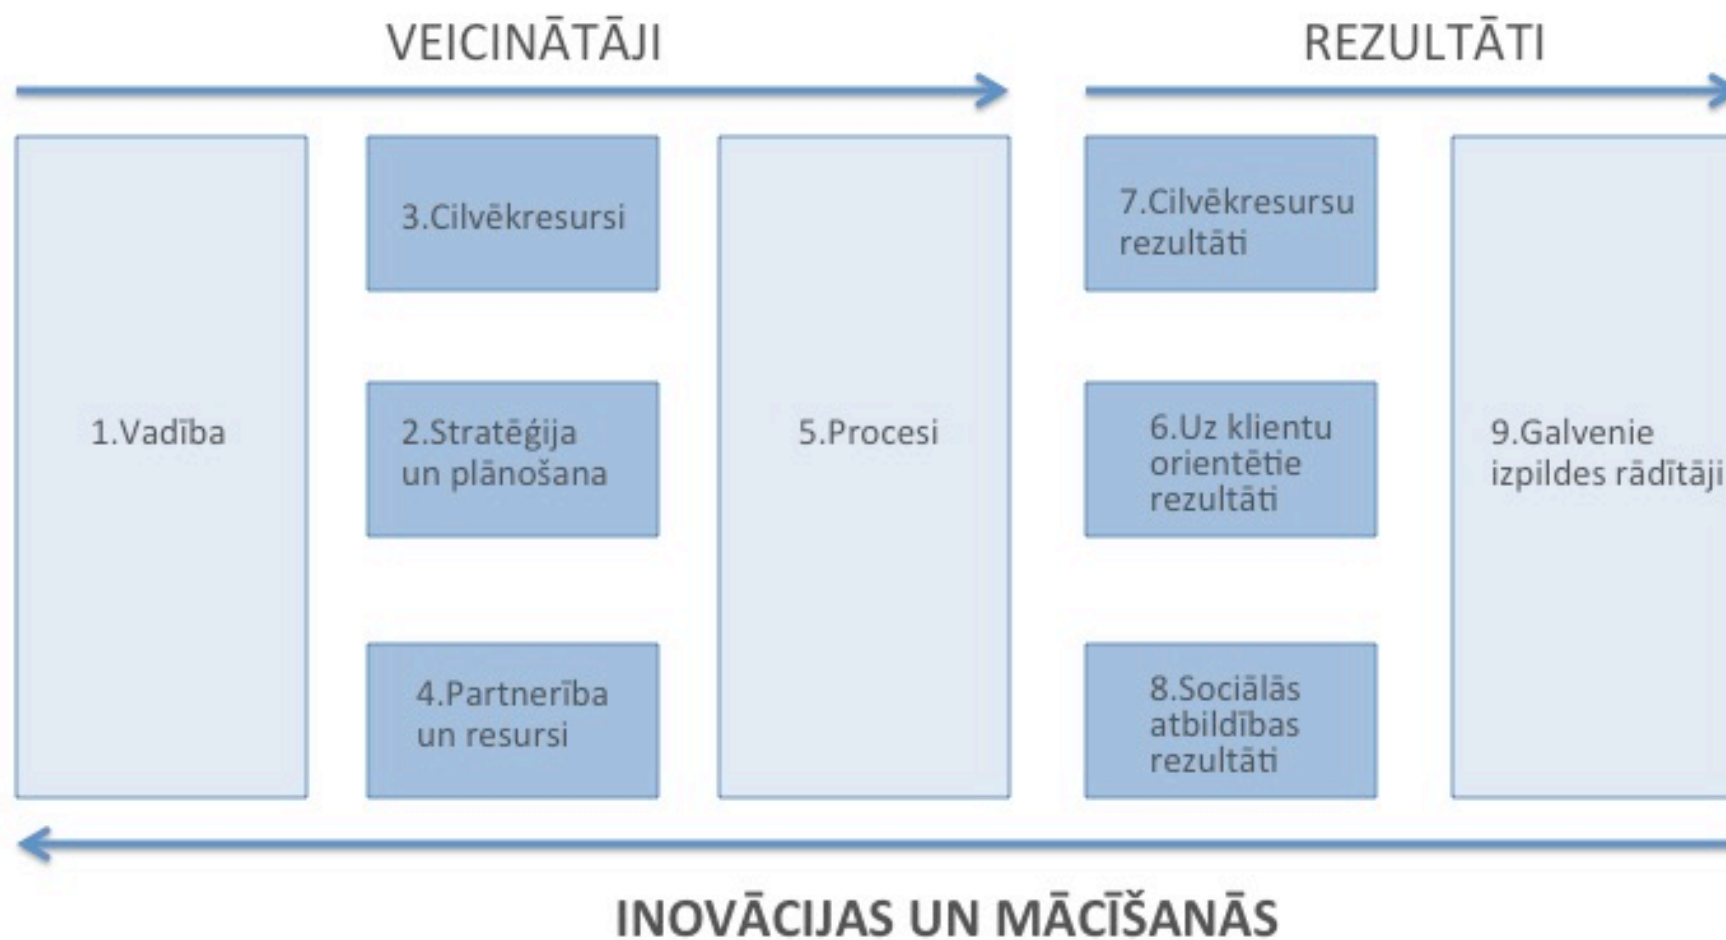 VEICINĀTĀJI
REZULTĀTI
1.Vadība
3.Cilvēkresursi
2.Stratēģija
un plānošana
4.Partnerība
un resursi
5.Procesi
7.Cilvēkresursu
rezultāti
6.Uz klientu
orientētie
rezultāti
8.Sociālās
atbildības
rezultāti
9.Galvenie
izpildes rādītāji
INOVĀCIJAS UN MĀCĪŠANĀS